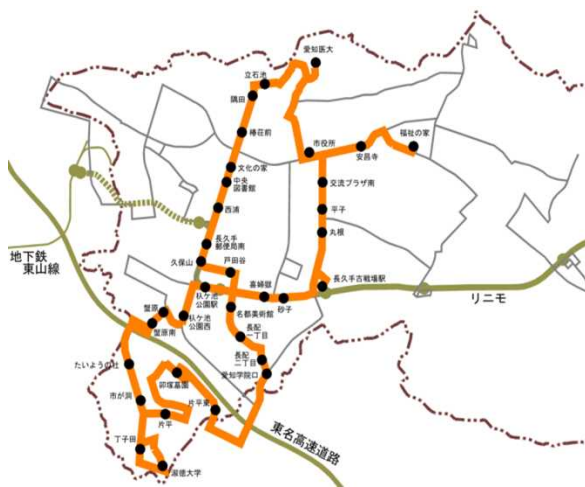 愛知医大
立石池
隅田
椿荘前
市役所
安昌寺
福祉の家
文化の家
中央
図書館
交流プラザ南
西浦
平子
丸根
長久手
郵便局南
地下鉄
東山線
久保山
戸田谷
長久手古戦場駅
リニモ
杁ケ池
公園駅
喜婦嶽
砂子
蟹原
杁ケ池
公園西
名都美術館
蟹原南
長配
一丁目
長配
二丁目
たいようの杜
愛知学院口
卯塚墓園
市が洞
片平東
片平
東名高速道路
丁子田
淑徳大学